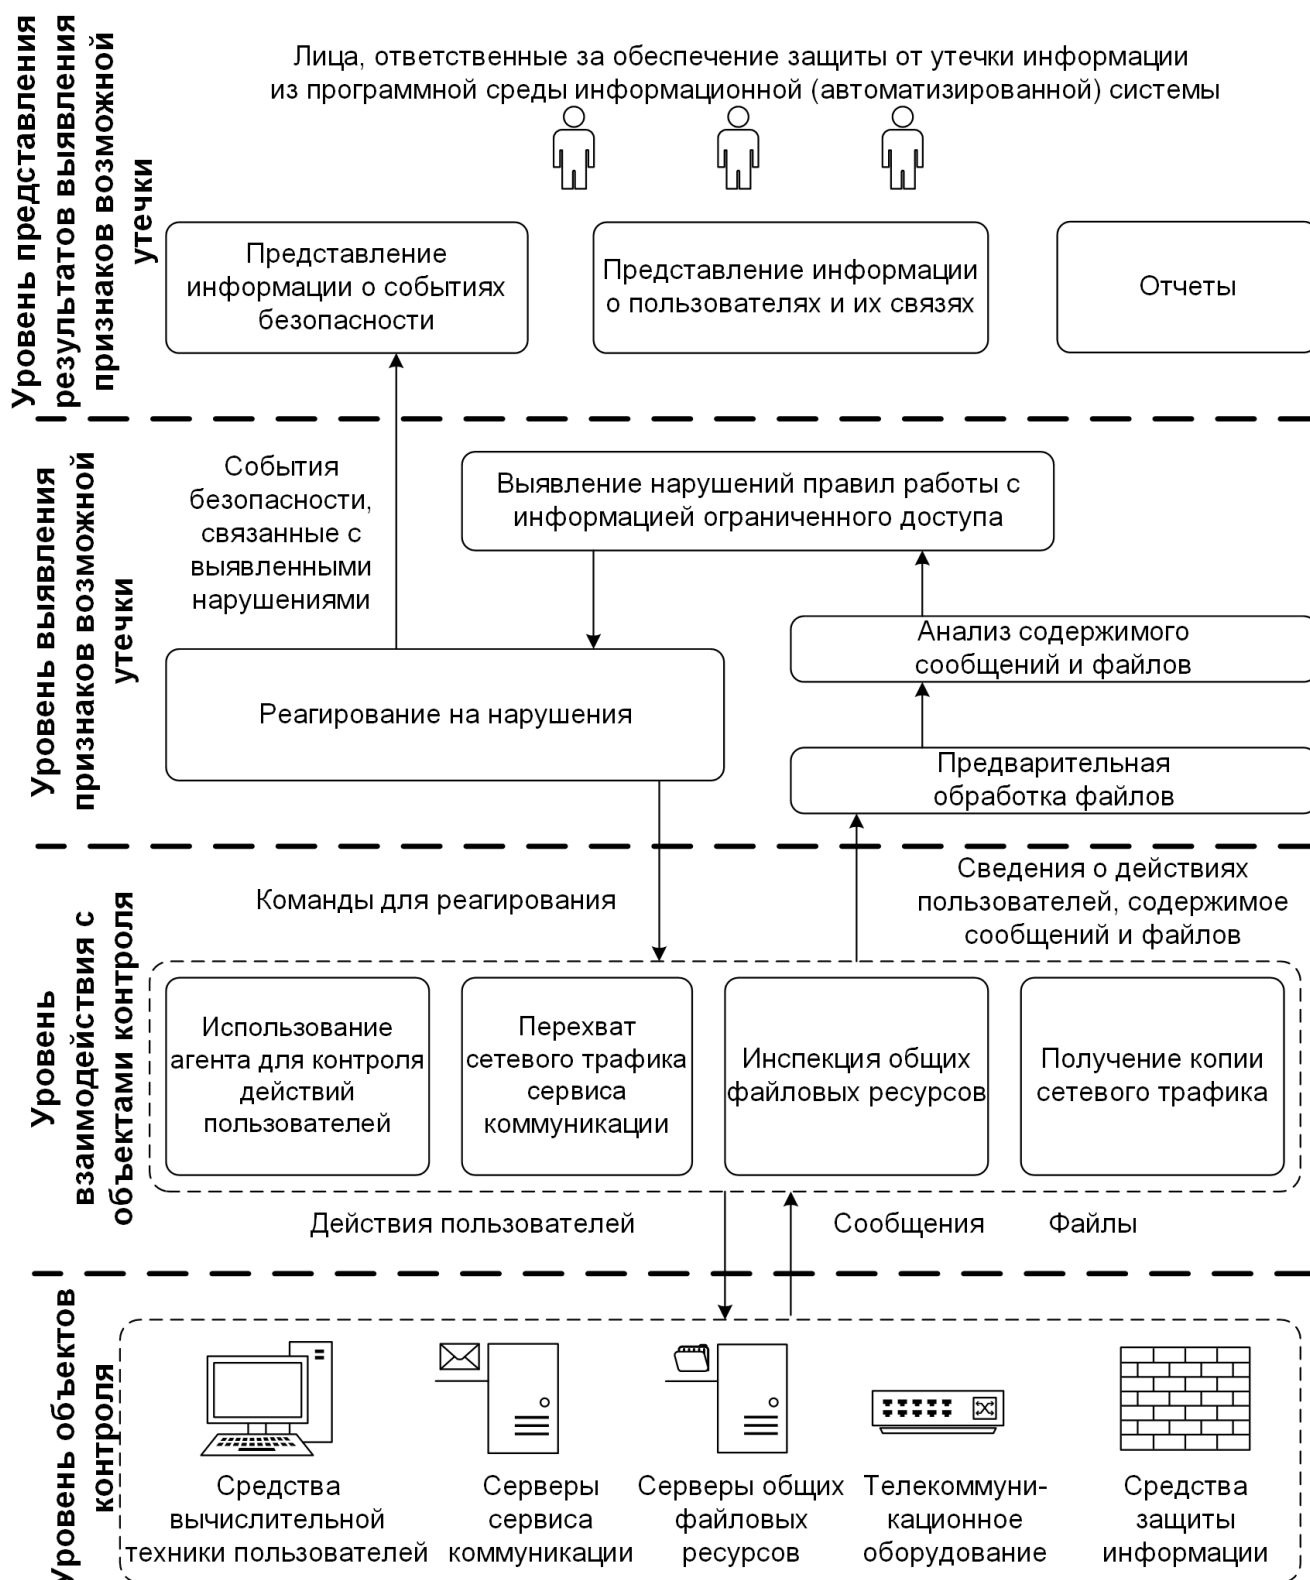 Уровень представления
результатов выявления
признаков возможной
утечки
Лица, ответственные за обеспечение защиты от утечки информации
из программной среды информационной (автоматизированной) системы
Представление
информации о событиях
безопасности
Представление информации
о пользователях и их связях
Отчеты
Уровень выявления
признаков возможной
утечки
События
безопасности,
связанные с
выявленными
нарушениями
Выявление нарушений правил работы с
информацией ограниченного доступа
Анализ содержимого
сообщений и файлов
Реагирование на нарушения
Предварительная
обработка файлов
Уровень
взаимодействия с
объектами контроля
Команды для реагирования
Сведения о действиях
пользователей, содержимое
сообщений и файлов
Использование
агента для контроля
действий
пользователей
Перехват
сетевого трафика
сервиса
коммуникации
Инспекция общих
файловых ресурсов
Получение копии
сетевого трафика
Действия пользователей
Сообщения
Файлы
Уровень объектов
контроля
Средства
вычислительной
техники пользователей
Серверы
сервиса
коммуникации
Серверы общих
файловых
ресурсов
Телекоммуни-
кационное
оборудование
Средства
защиты
информации